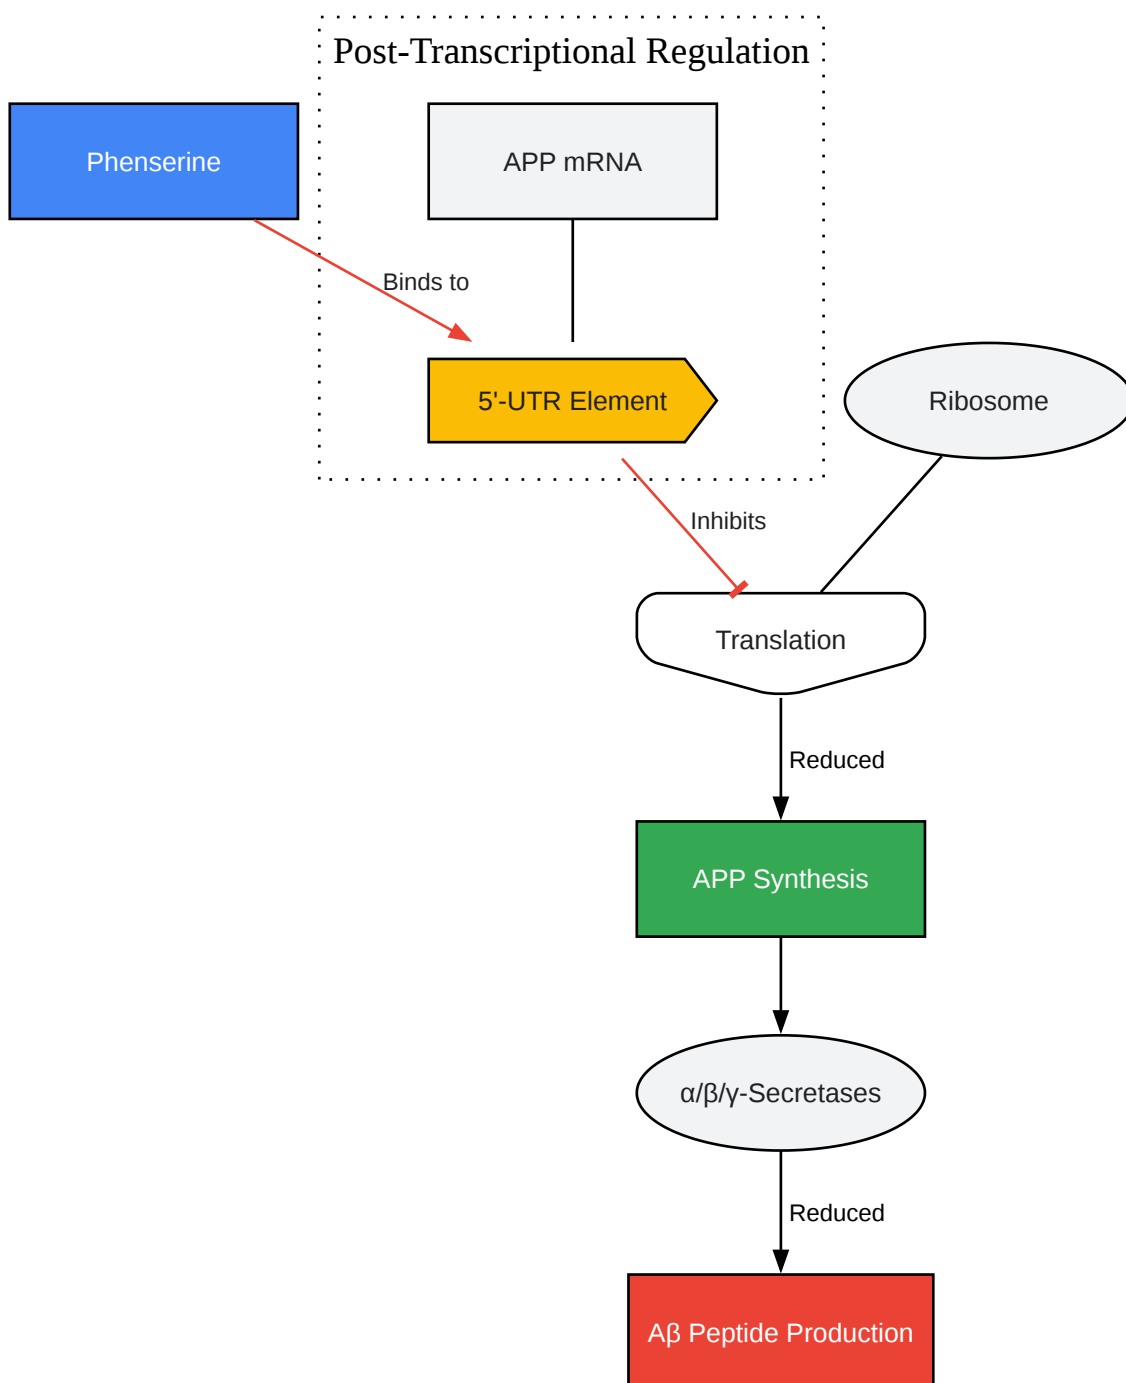 Post-Transcriptional Regulation
Phenserine
APP mRNA
Binds to
5'-UTR Element
Ribosome
Inhibits
Translation
Reduced
APP Synthesis
α/β/γ-Secretases
Reduced
Aβ Peptide Production